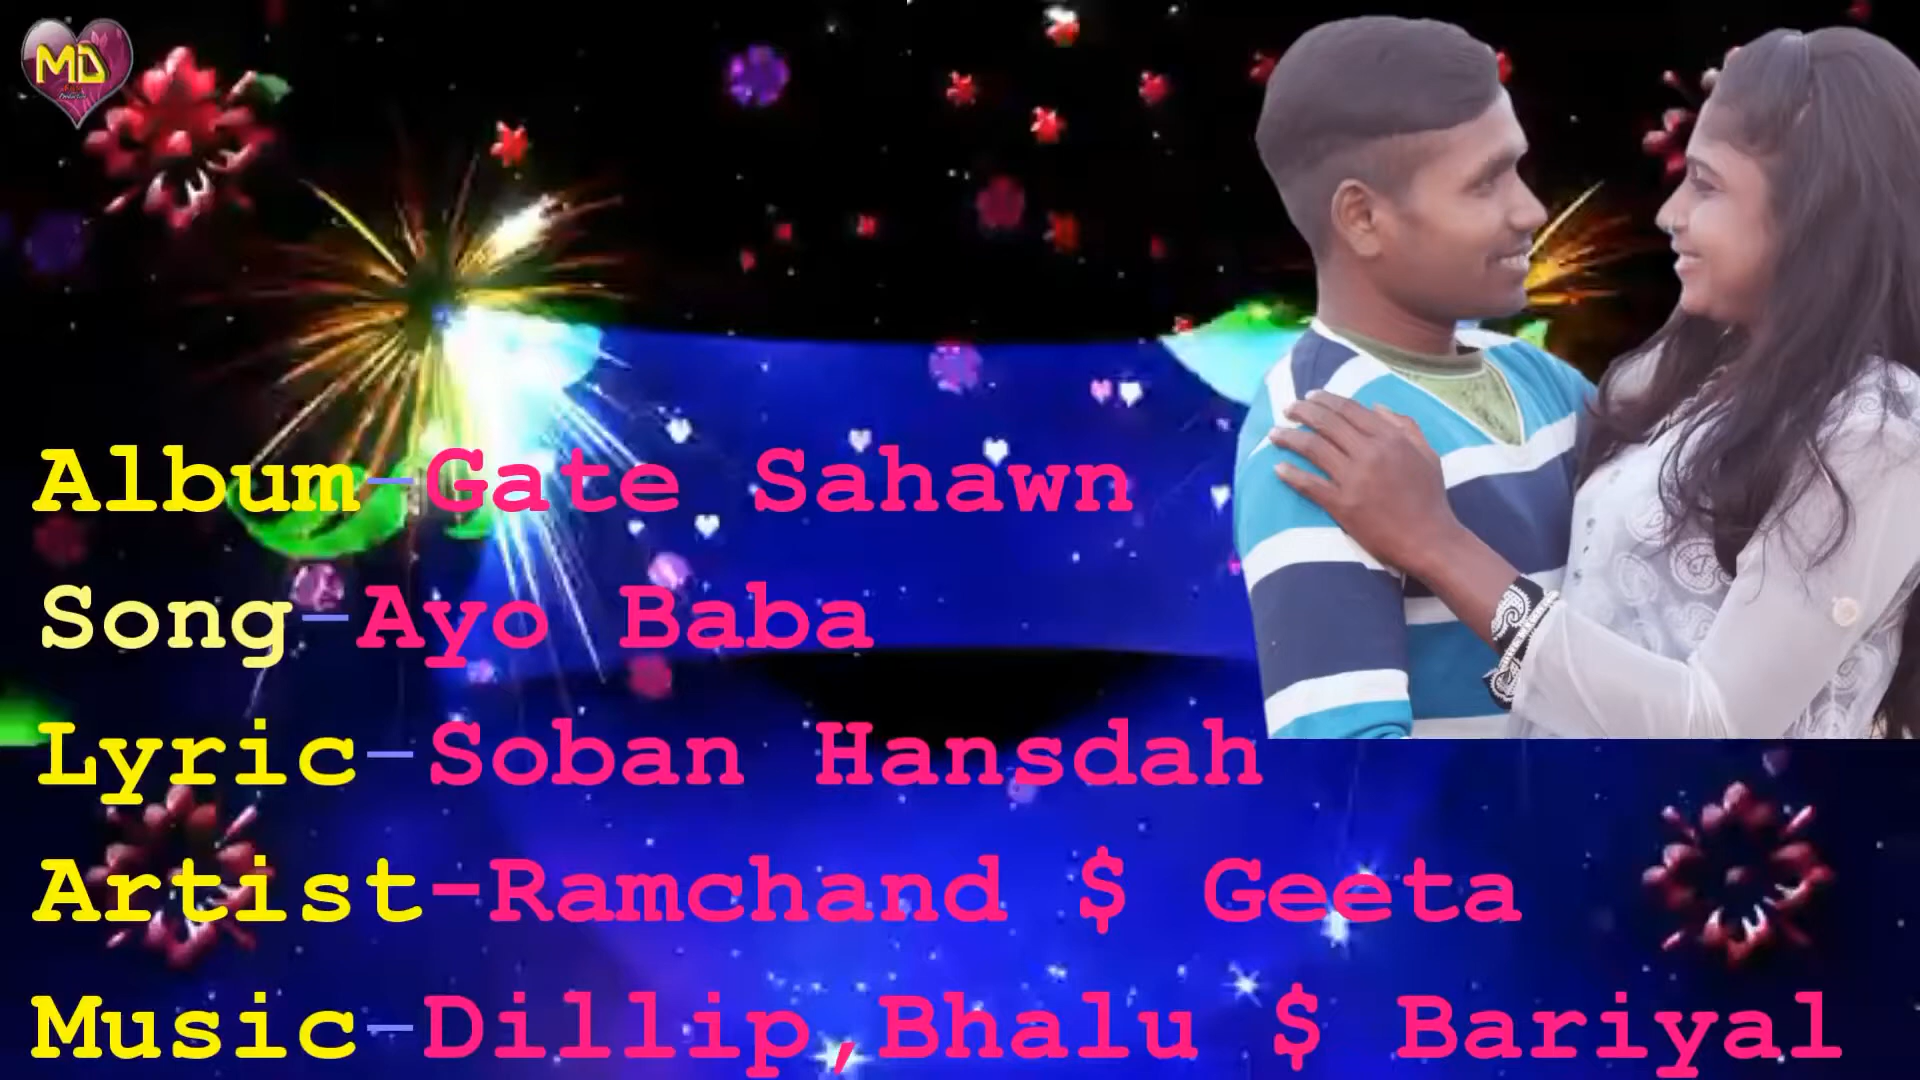 MD
Album-Gate Sahawn
Song-Ayo Baba
Lyric-Soban Hansdah
Artist-Ramchand $ Geeta
Music-Dillip,Bhalu $ Bariyal